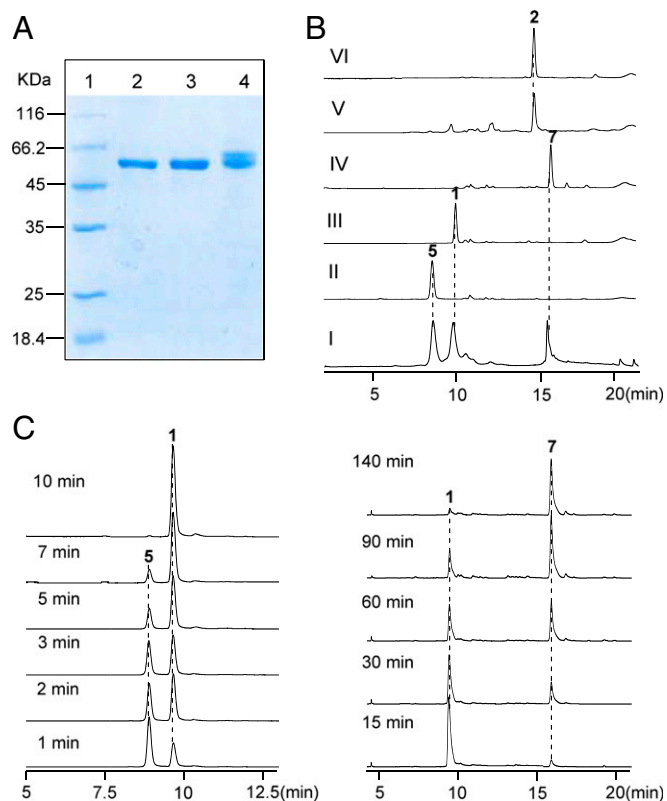 A
KDa 1 2 3 4
116
66.2
45
35
25
18.4
B
2
VI
V
7
IV
1
III
5
II
I
5 10 15 20(min)
C
1
10 min
7 min
5
5 min
3 min
2 min
1 min
5 7.5 10 12.5(min)
7
140 min
1
90 min
60 min
30 min
15 min
5 10 15 20(min)